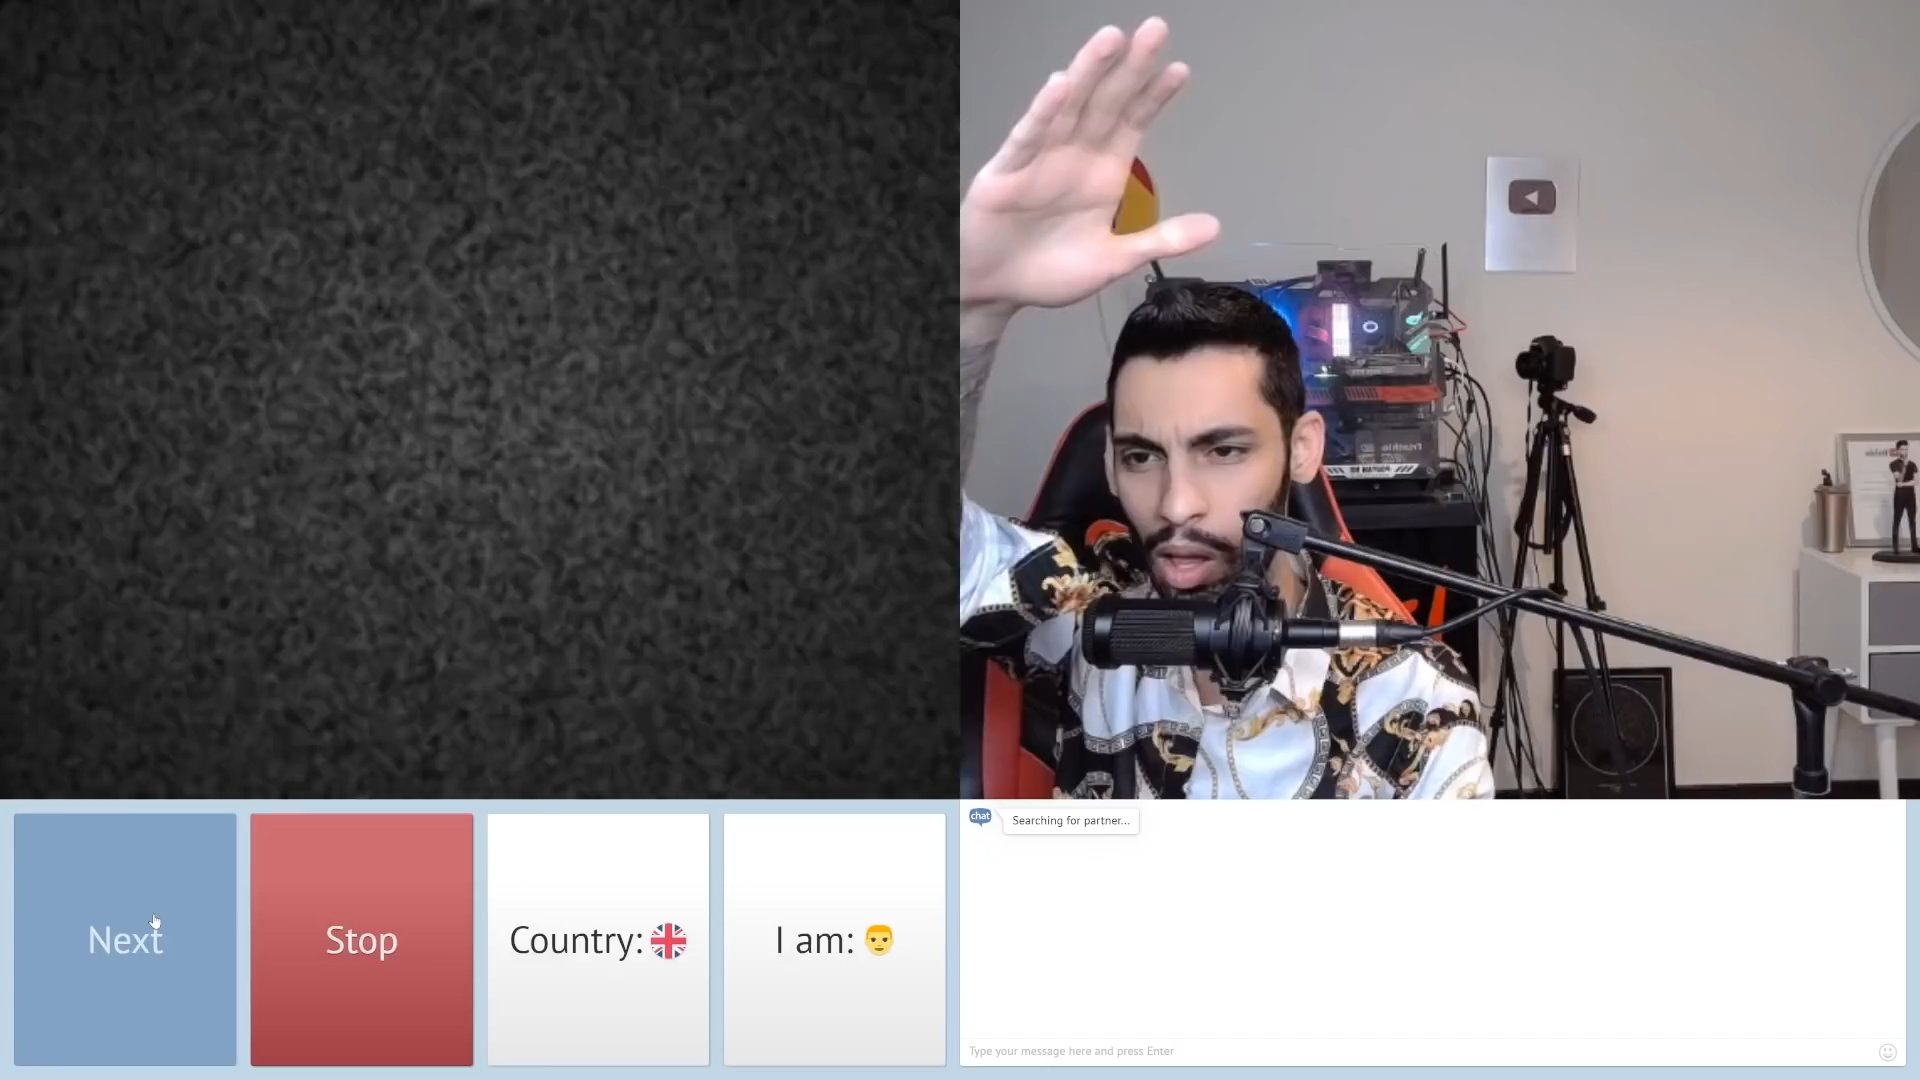 chat
Searching for partner...
Next
Stop
Country:
I am:
Type your message here and press Enter